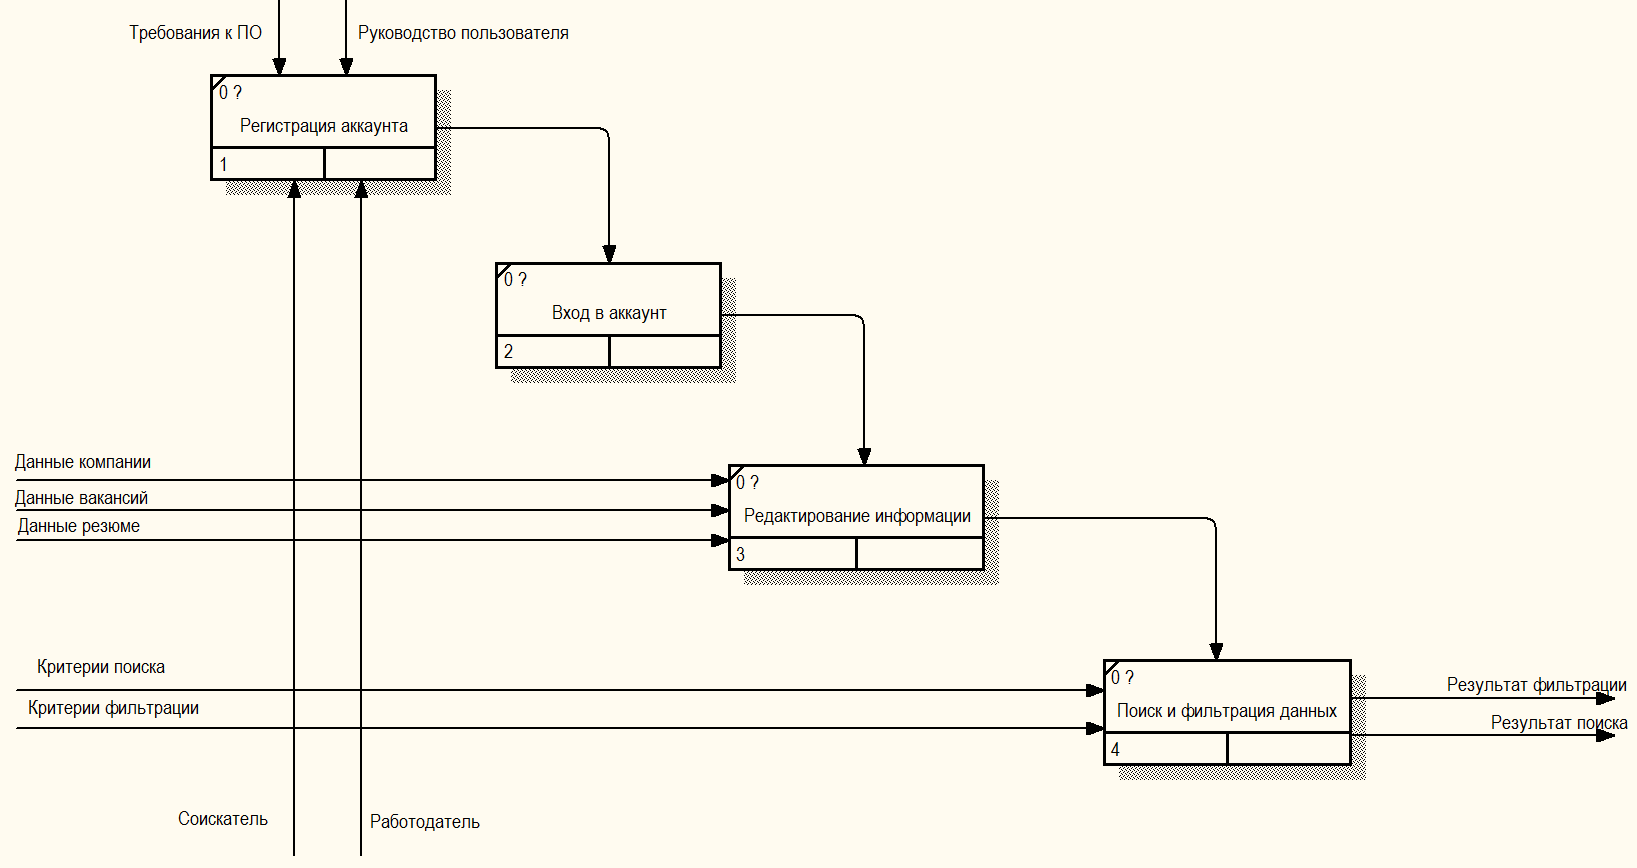 Требования к ПО
Руководство пользователя
0 ?
Регистрация аккаунта
1
0 ?
Вход в аккаунт
2
Данные компании
Данные вакансий
Данные резюме
0 ?
Редактирование информации
3
Критерии поиска
Критерии фильтрации
0 ?
Поиск и фильтрация данных
4
Результат фильтрации
Результат поиска
Соискатель
Работодатель